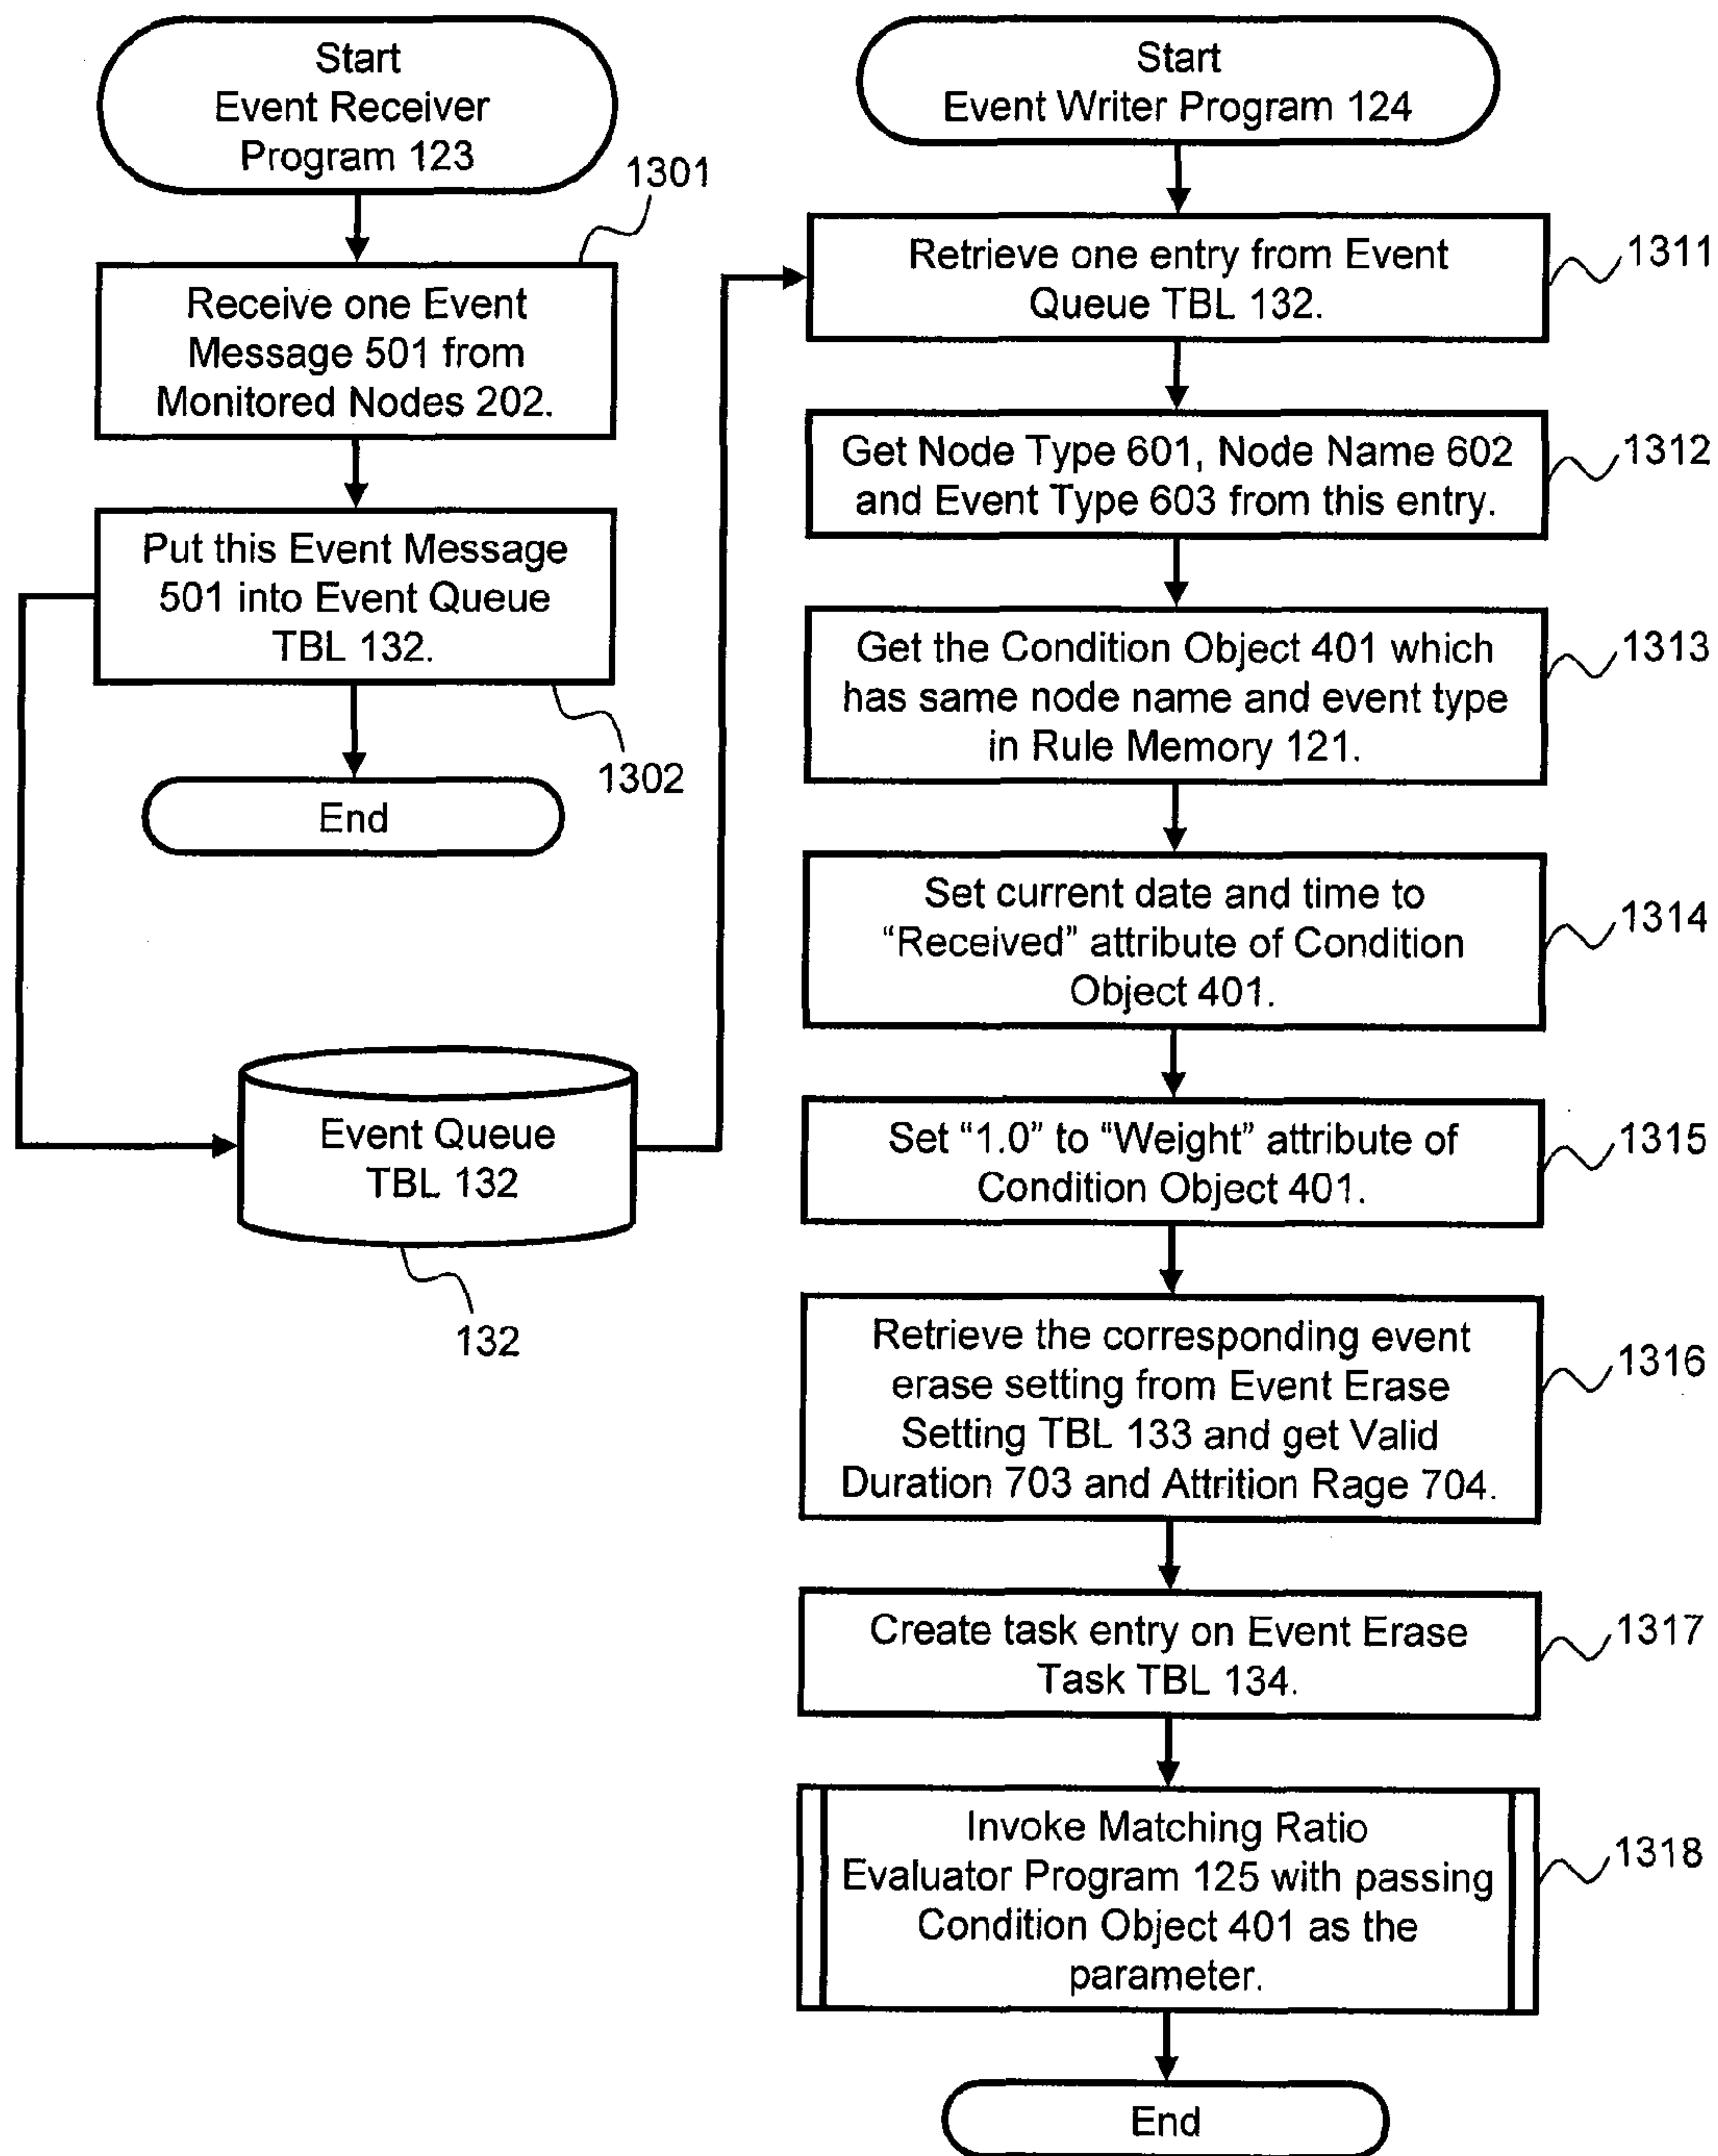 Start
Event Receiver
Program 123
1301
Receive one Event
Message 501 from
Monitored Nodes 202.
Put this Event Message
501 into Event Queue
TBL 132.
1302
End
Event Queue
TBL 132
132
Start
Event Writer Program 124
Retrieve one entry from Event
Queue TBL 132.
1311
Get Node Type 601, Node Name 602
and Event Type 603 from this entry.
1312
Get the Condition Object 401 which
has same node name and event type
in Rule Memory 121.
1313
Set current date and time to
“Received” attribute of Condition
Object 401.
1314
Set “1.0” to “Weight” attribute of
Condition Object 401.
1315
Retrieve the corresponding event
erase setting from Event Erase
Setting TBL 133 and get Valid
Duration 703 and Attrition Rage 704.
1316
Create task entry on Event Erase
Task TBL 134.
1317
Invoke Matching Ratio
Evaluator Program 125 with passing
Condition Object 401 as the
parameter.
1318
End